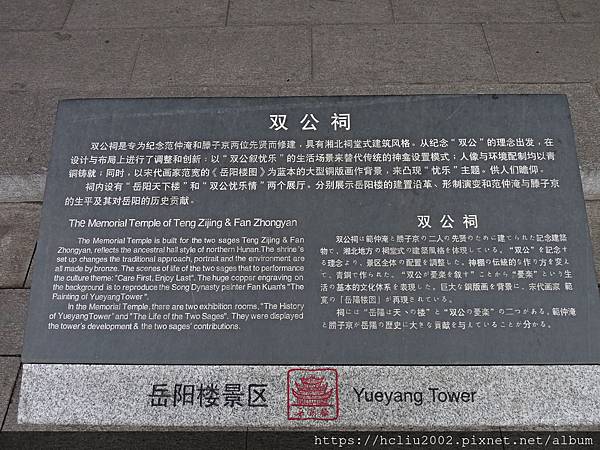 双公祠
双公祠是专为纪念范仲淹和滕子京两位先贤而修建，具有湘北祠堂式建筑风格。从纪念“双公”的理念出发，在
设计与布局上进行了调整和创新：以“双公叙忧乐”的生活场景来替代传统的神龛设置模式；人像与环境配制均以青
铜铸就；同时，以宋代画家范宽的《岳阳楼图》为蓝本的大型铜版画作背景，来凸现“忧乐”主题。供人们瞻仰。
祠内设有“岳阳天下楼”和“双公忧乐情”两个展厅。分别展示岳阳楼的建置沿革、形制演变和范仲淹与滕子京
的生平及其对岳阳的历史贡献。
The Memorial Temple of Teng Zijing & Fan Zhongyan
The Memorial Temple is built for the two sages Teng Zijing & Fan
Zhongyan, reflects the ancestral hall style of northern Hunan.The shrine's
set up changes the traditional approach, portrait and the environment are
all made by bronze. The scenes of life of the two sages that to performance
the culture theme: "Care First, Enjoy Last". The huge copper engraving on
the background is to reproduce the Song Dynasty painter Fan Kuan's "The
Painting of YueyangTower".
In the Memorial Temple, there are two exhibition rooms, "The History
of YueyangTower" and "The Life of the Two Sages". They were displayed
the tower's development & the two sages' contributions.
双公祠
双公祠は範仲淹と滕子京の二人の先賢のために建てられた記念建築
物で、湘北地方の祠堂式の建築風格を体現している。“双公”を記念す
る理念より、景区全体の配置を調整した。神棚の伝統的な作り方を変え
て、青銅で作られた。“双公が憂楽を叙す”ことから“憂楽”という生
活の基本的文化体系を表現した。巨大な銅版画を背景に、宋代画家 範
寛の「岳陽楼図」が再現されている。
祠には“岳陽は天下の楼”と“双公の憂楽”の二つがある。範仲淹
と滕子京が岳陽の歴史に大きな貢献を与えていることが分かる。
岳阳楼景区
Yueyang Tower
https://hcliu2002.pixnet.net/album